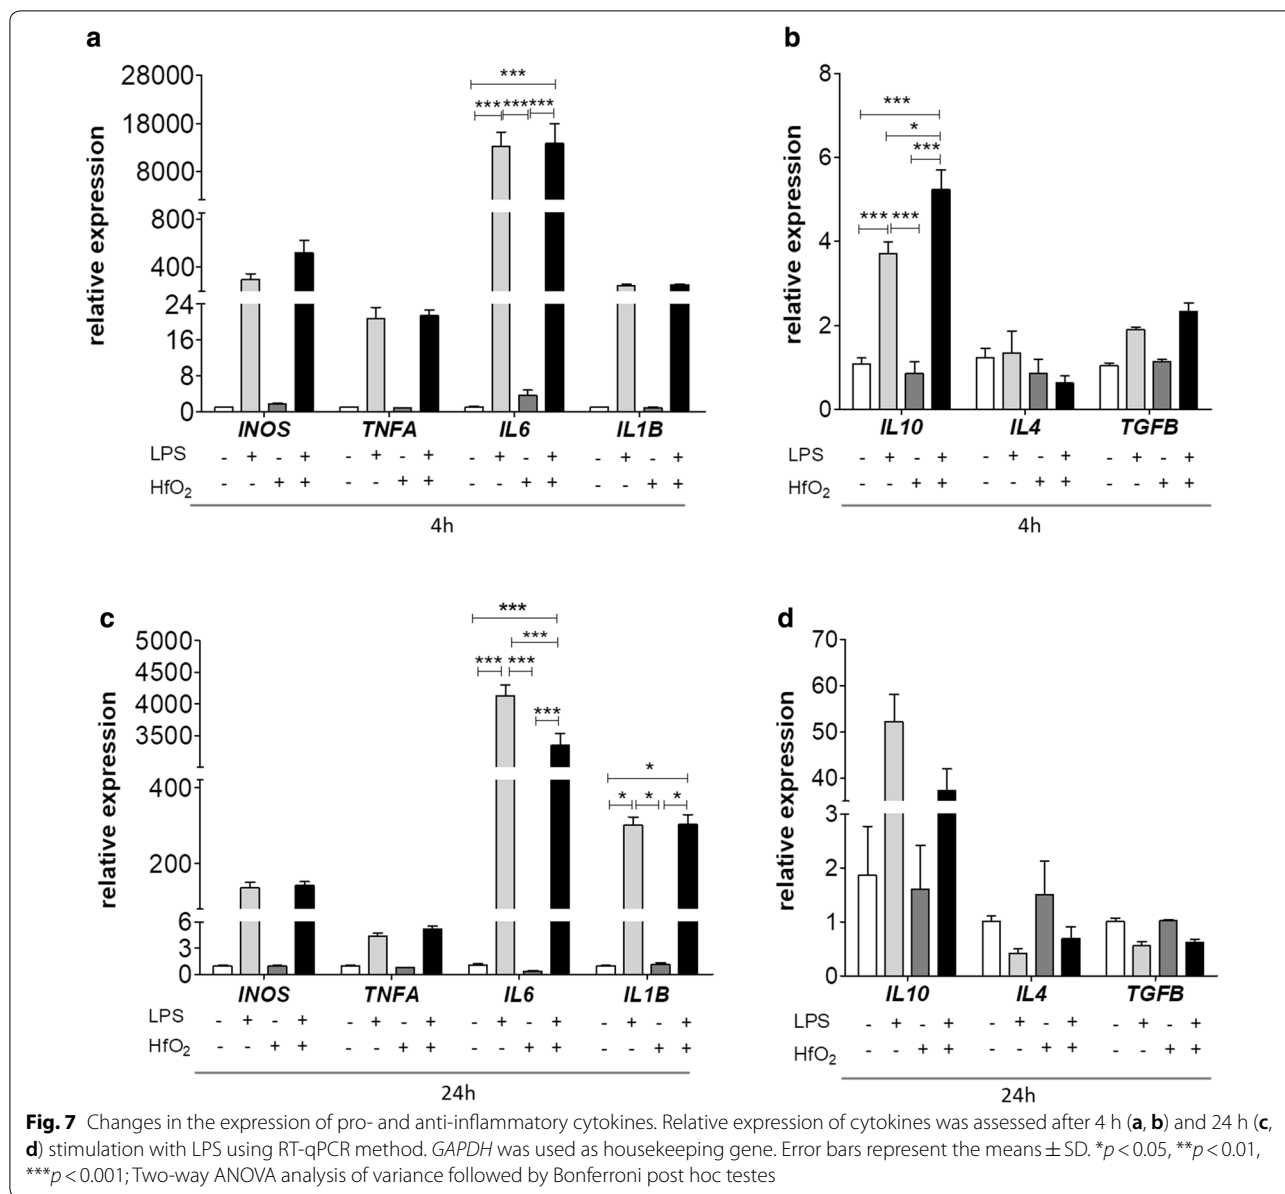 a
28000
18000
8000
800
400
24
16
8
0
relative expression
***
*** *** ***
INOS TNFA IL6 IL1B
LPS - + - + - + - + - + - + - + - +
HfO2 - - + + - - + + - - + + - - + +
4h
b
8
6
4
2
0
relative expression
***
*
***
*** ***
IL10 IL4 TGFB
LPS - + - + - + - + - + - +
HfO2 - - + + - - + + - - + +
4h
c
5000
4500
4000
3500
400
200
6
3
0
relative expression
***
***
*** ***
***
*
* * *
INOS TNFA IL6 IL1B
LPS - + - + - + - + - + - + - + - +
HfO2 - - + + - - + + - - + + - - + +
24h
d
70
60
50
40
3
2
1
0
relative expression
IL10 IL4 TGFB
LPS - + - + - + - + - + - +
HfO2 - - + + - - + + - - + +
24h
Fig. 7 Changes in the expression of pro- and anti-inflammatory cytokines. Relative expression of cytokines was assessed after 4 h (a, b) and 24 h (c,
d) stimulation with LPS using RT-qPCR method. GAPDH was used as housekeeping gene. Error bars represent the means ± SD. *p < 0.05, **p < 0.01,
***p < 0.001; Two-way ANOVA analysis of variance followed by Bonferroni post hoc testes